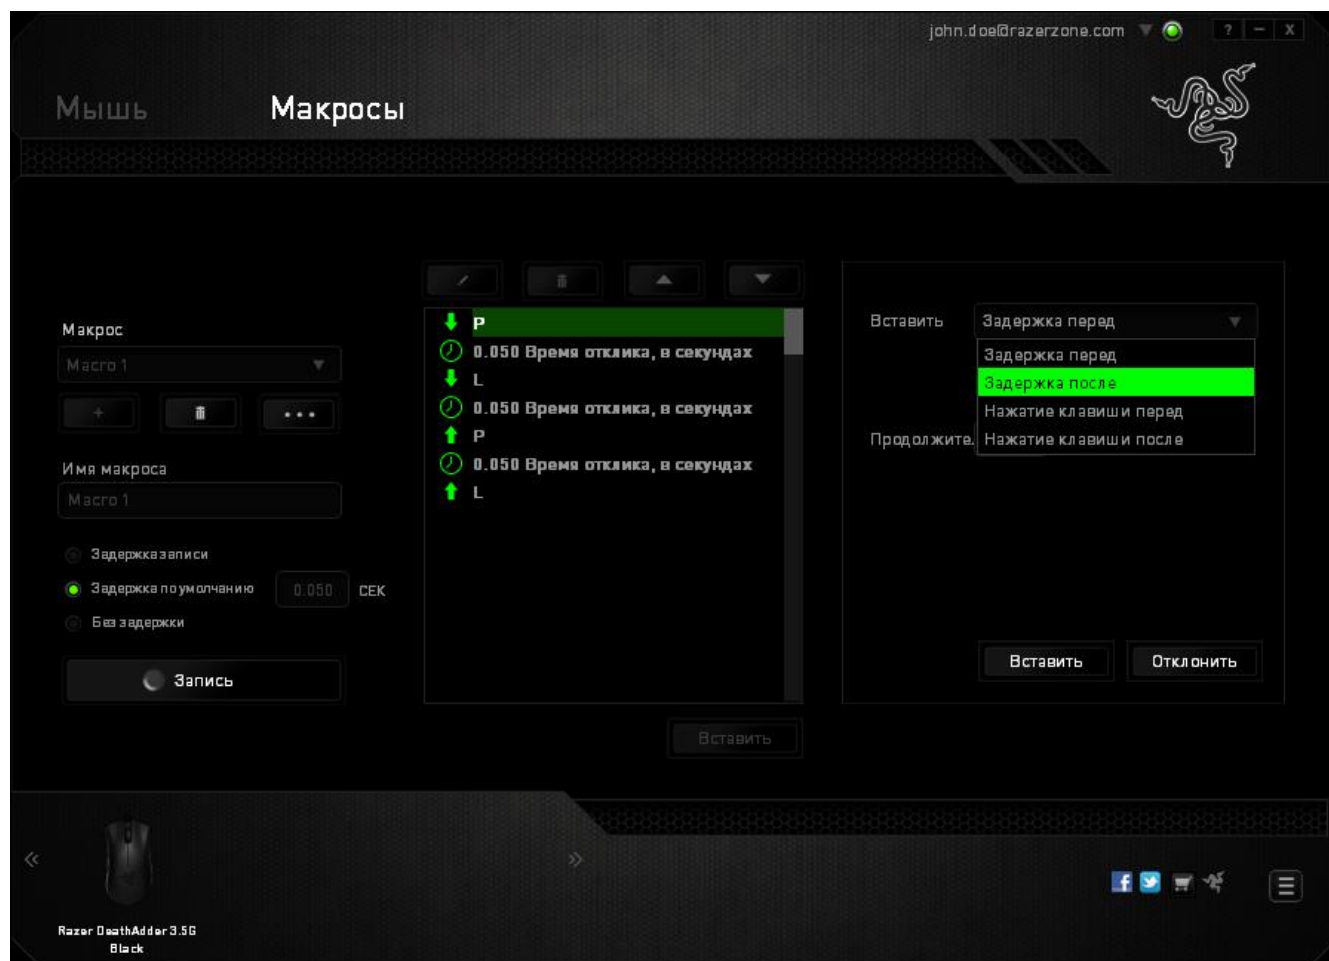 john.doe@razerzone.com
? – X
Мышь
Макросы
Макрос
Macro 1
Имя макроса
Macro 1
Задержка записи
Задержка по умолчанию 0.050 СЕК
Без задержки
Запись
P
0.050 Время отклика, в секундах
L
0.050 Время отклика, в секундах
P
0.050 Время отклика, в секундах
L
Вставить
Вставить Задержка перед
Задержка перед
Задержка после
Нажатие клавиши перед
Продолжите. Нажатие клавиши после
Вставить Отклонить
Razer DeathAdder 3.5G
Black